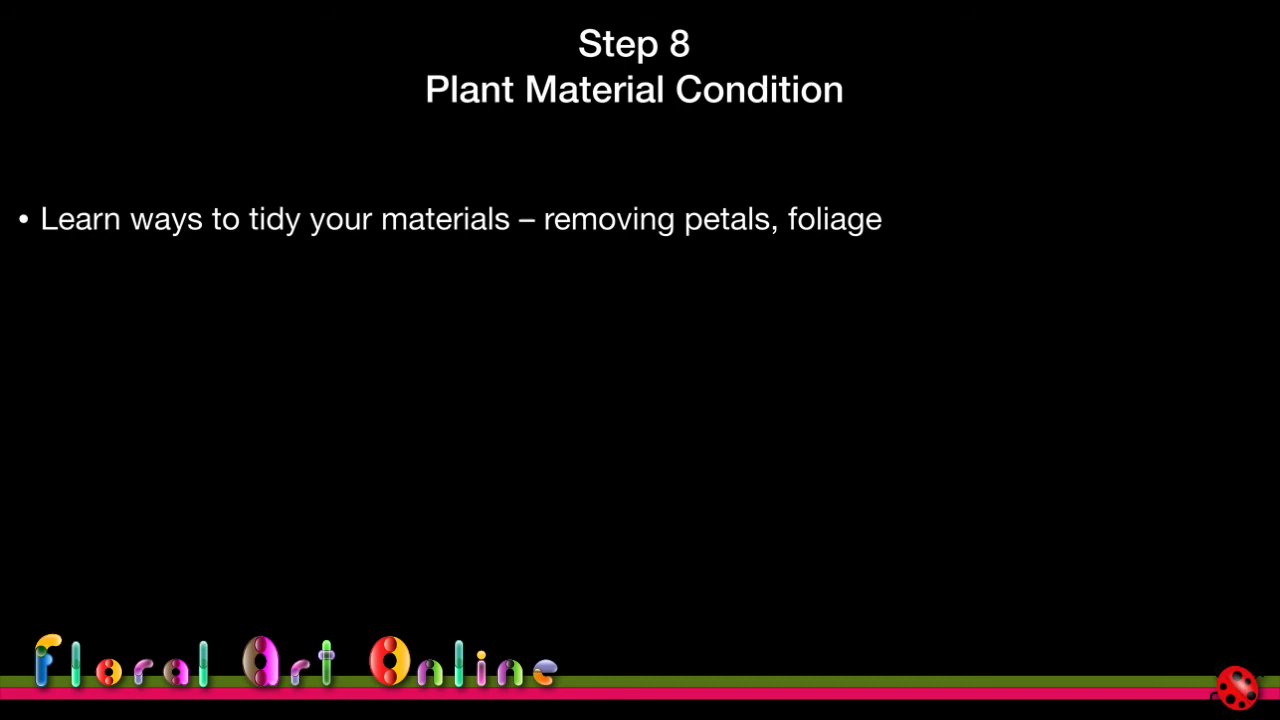 Step 8
Plant Material Condition
• Learn ways to tidy your materials – removing petals, foliage
Floral Art Online